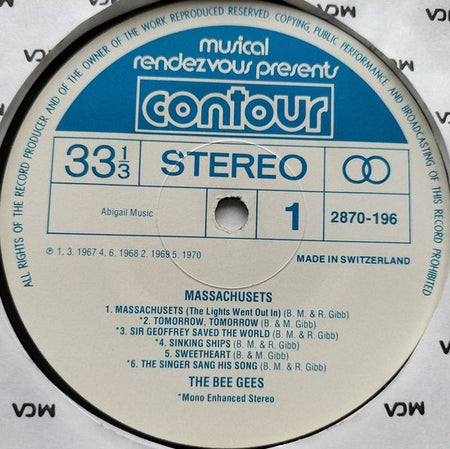 ALL RIGHTS OF THE RECORD PRODUCER AND OF THE OWNER OF THE WORK REPRODUCED RESERVED. COPYING, PUBLIC PERFORMANCE AND BROADCASTING OF THIS RECORD PROHIBITED
musical
rendezvous presents
contour
33 1/3 STEREO
Abigail Music 1 2870-196
℗ 1, 3. 1967 4, 6. 1968 2. 1969 5. 1970
MADE IN SWITZERLAND
MASSACHUSETS
1. MASSACHUSETS (The Lights Went Out In) (B. M. & R. Gibb)
*2. TOMORROW, TOMORROW (B. & M. Gibb)
*3. SIR GEOFFREY SAVED THE WORLD (B. M. & R. Gibb)
*4. SINKING SHIPS (B. M. & R. Gibb)
5. SWEETHEART (B. & M. Gibb)
*6. THE SINGER SANG HIS SONG (B. M. & R. Gibb)
THE BEE GEES
*Mono Enhanced Stereo
MCA
MCA
MCA
MCA
MCA
MCA